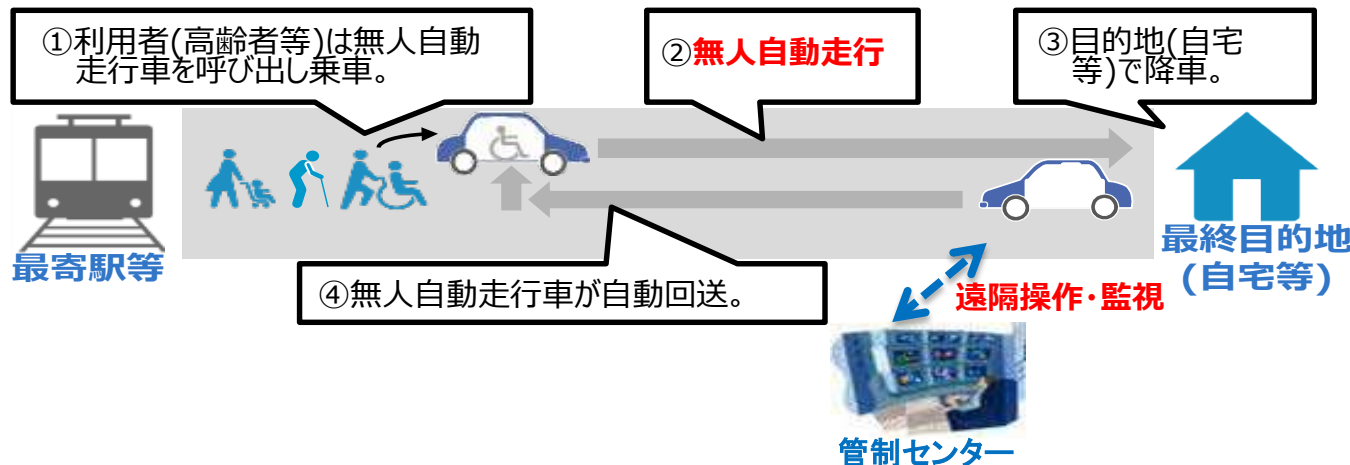 ①利用者(高齢者等)は無人自動
走行車を呼び出し乗車。
②無人自動走行
③目的地(自宅
等)で降車。
最寄駅等
最終目的地
(自宅等)
④無人自動走行車が自動回送。
遠隔操作・監視
管制センター